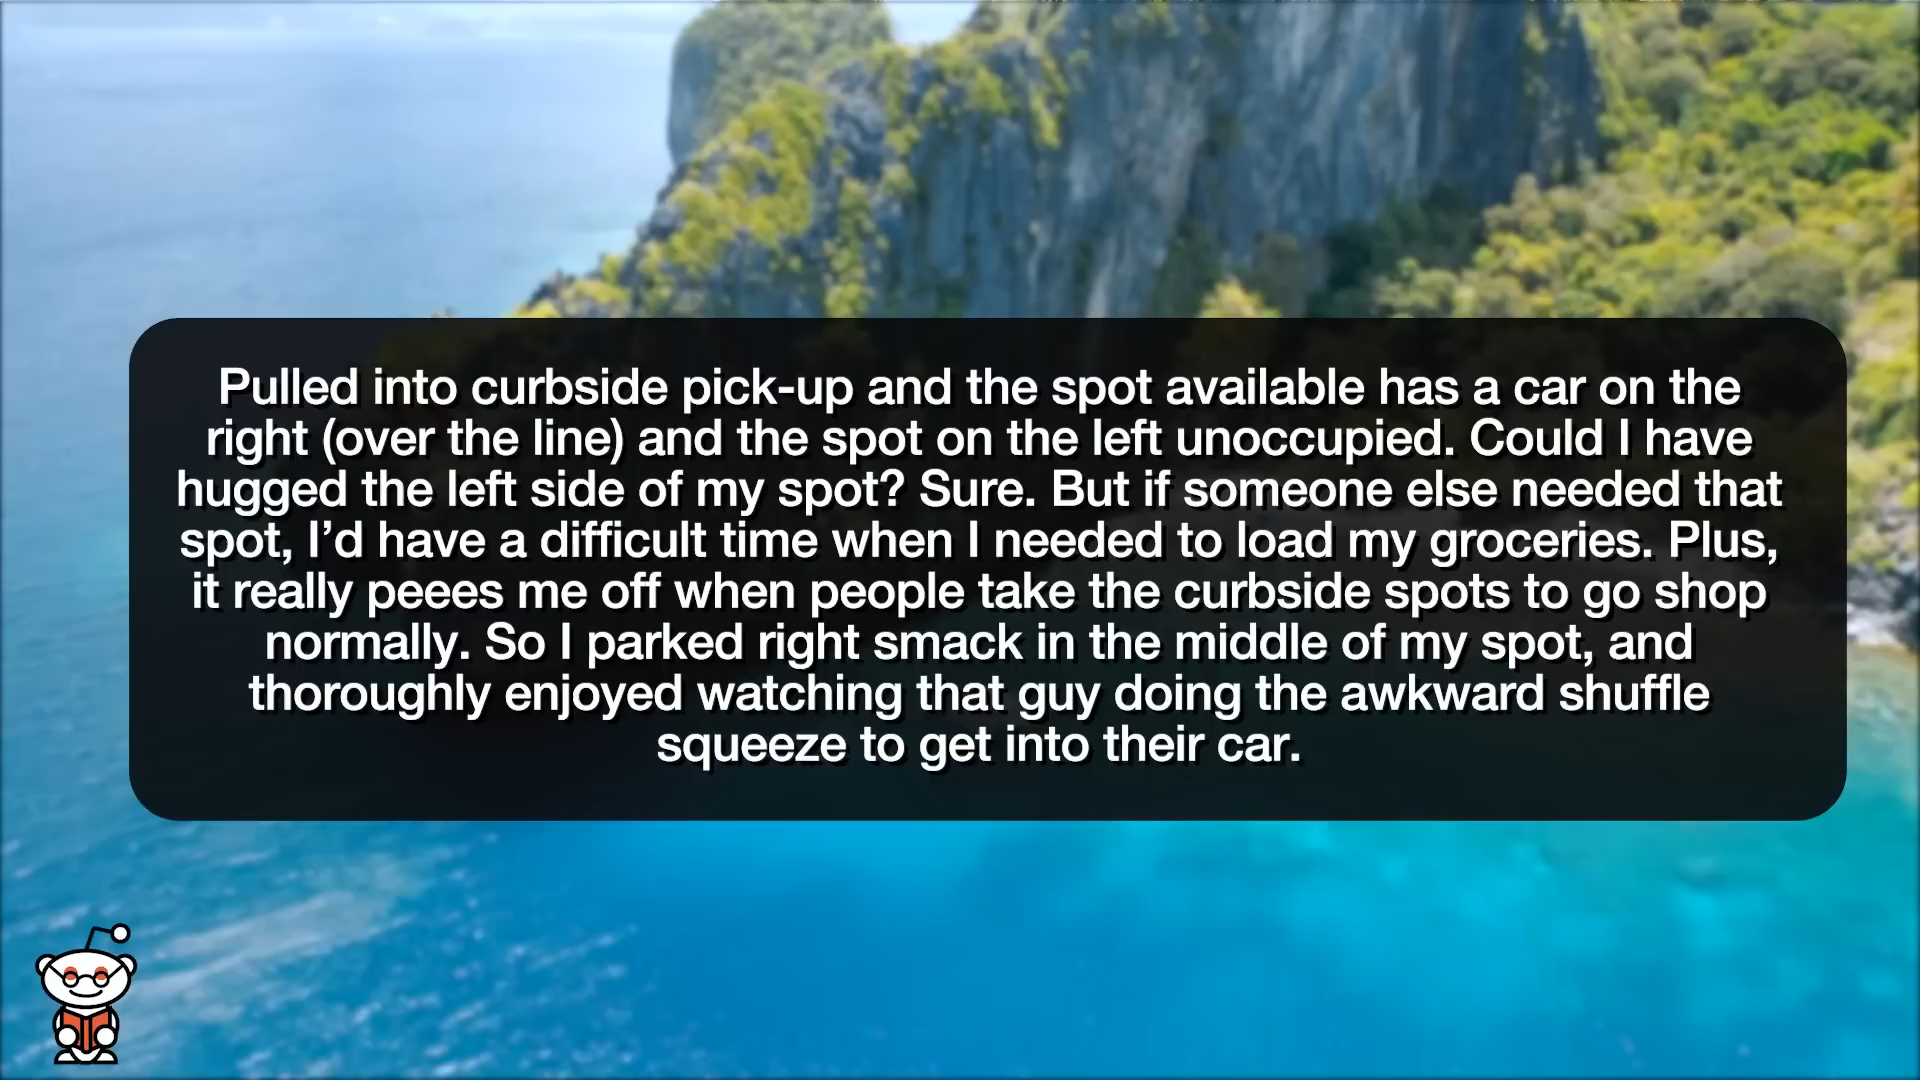 Pulled into curbside pick-up and the spot available has a car on the
right (over the line) and the spot on the left unoccupied. Could I have
hugged the left side of my spot? Sure. But if someone else needed that
spot, I’d have a difficult time when I needed to load my groceries. Plus,
it really peees me off when people take the curbside spots to go shop
normally. So I parked right smack in the middle of my spot, and
thoroughly enjoyed watching that guy doing the awkward shuffle
squeeze to get into their car.